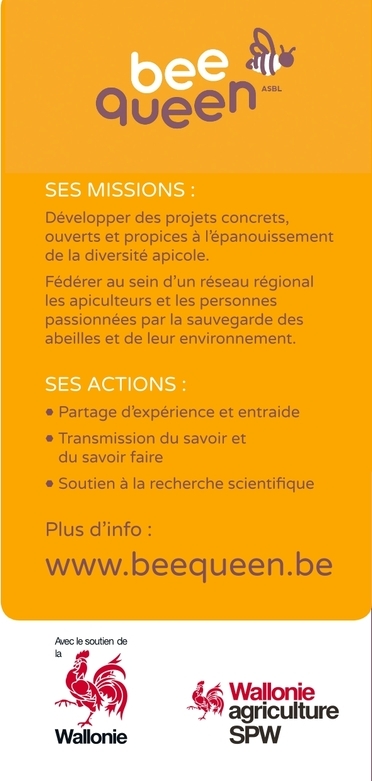 bee
queen
ASBL
SES MISSIONS :
Développer des projets concrets,
ouverts et propices à l'épanouissement
de la diversité apicole.
Fédérer au sein d'un réseau régional
les apiculteurs et les personnes
passionnées par la sauvegarde des
abeilles et de leur environnement.
SES ACTIONS :
• Partage d'expérience et entraide
• Transmission du savoir et
du savoir faire
• Soutien à la recherche scientifique
Plus d'info :
www.beequeen.be
Avec le soutien de
la
Wallonie
Wallonie
agriculture
SPW